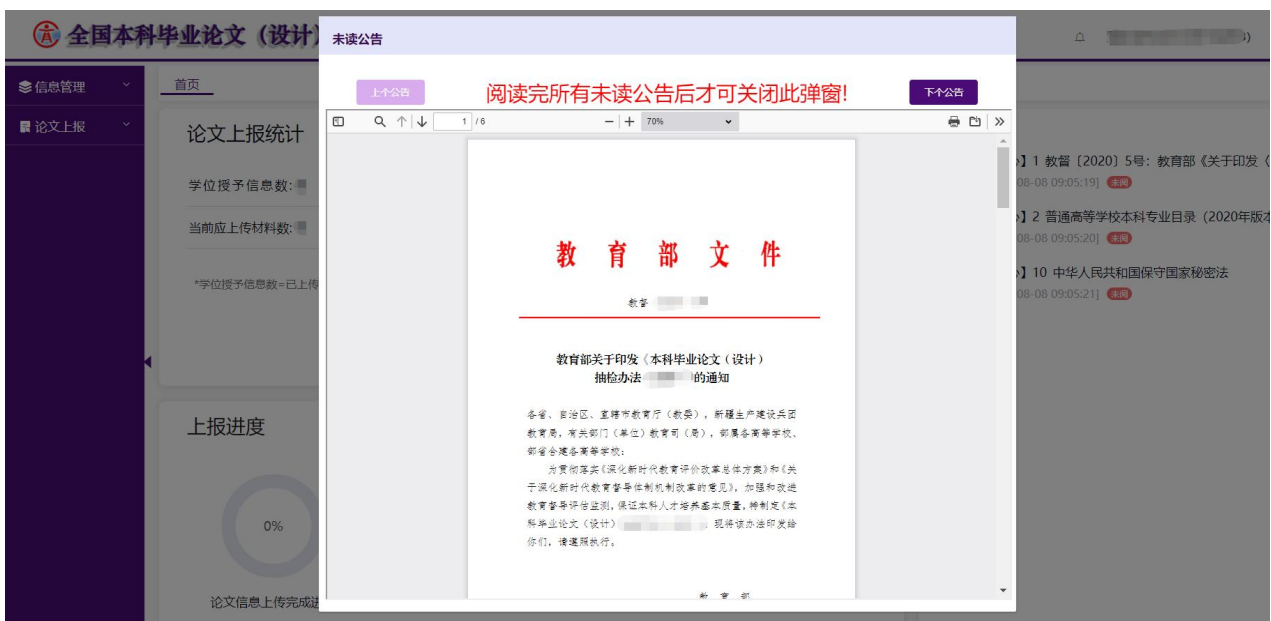 全国本科毕业论文（设计）
信息管理
论文上报
首页
论文上报统计
学位授予信息数:
当前应上传材料数:
*学位授予信息数=已上传
上报进度
0%
论文信息上传完成进
未读公告
上个公告
阅读完所有未读公告后才可关闭此弹窗!
下个公告
1 / 6
70%
教育部文件
教督
教育部关于印发《本科毕业论文（设计）
抽检办法 的通知
各省、自治区、直辖市教育厅（教委），新疆生产建设兵团
教育局，有关部门（单位）教育司（局），部属各高等学校、
部省合建各高等学校：
为贯彻落实《深化新时代教育评价改革总体方案》和《关
于深化新时代教育督导体制机制改革的意见》，加强和改进
教育督导评估监测，保证本科人才培养基本质量，特制定《本
科毕业论文（设计） 现将该办法印发给
你们，请遵照执行。
教 育 部
】1 教督〔2020〕5号：教育部《关于印发《
08-08 09:05:19] 未阅
】2 普通高等学校本科专业目录（2020年版本
08-08 09:05:20] 未阅
】10 中华人民共和国保守国家秘密法
08-08 09:05:21] 未阅